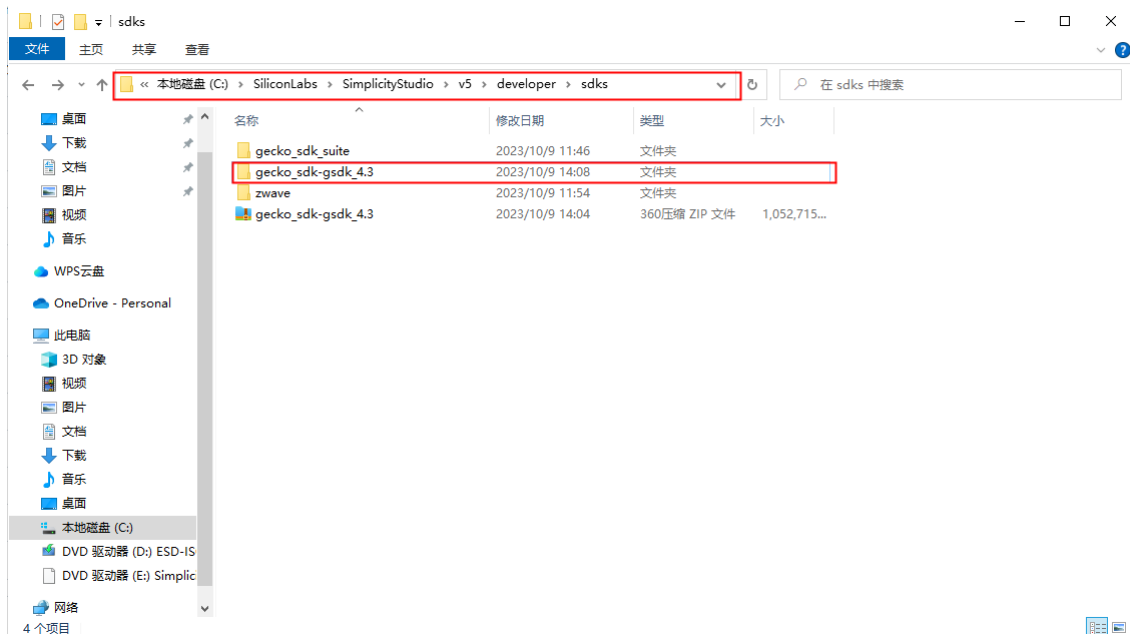 sdks
文件 主页 共享 查看
« 本地磁盘 (C:) › SiliconLabs › SimplicityStudio › v5 › developer › sdks
在 sdks 中搜索
名称 修改日期 类型 大小
gecko_sdk_suite 2023/10/9 11:46 文件夹
gecko_sdk-gsdk_4.3 2023/10/9 14:08 文件夹
zwave 2023/10/9 11:54 文件夹
gecko_sdk-gsdk_4.3 2023/10/9 14:04 360压缩 ZIP 文件 1,052,715...
桌面
下载
文档
图片
视频
音乐
WPS云盘
OneDrive - Personal
此电脑
3D 对象
视频
图片
文档
下载
音乐
桌面
本地磁盘 (C:)
DVD 驱动器 (D:) ESD-IS
DVD 驱动器 (E:) Simplic
网络
4 个项目